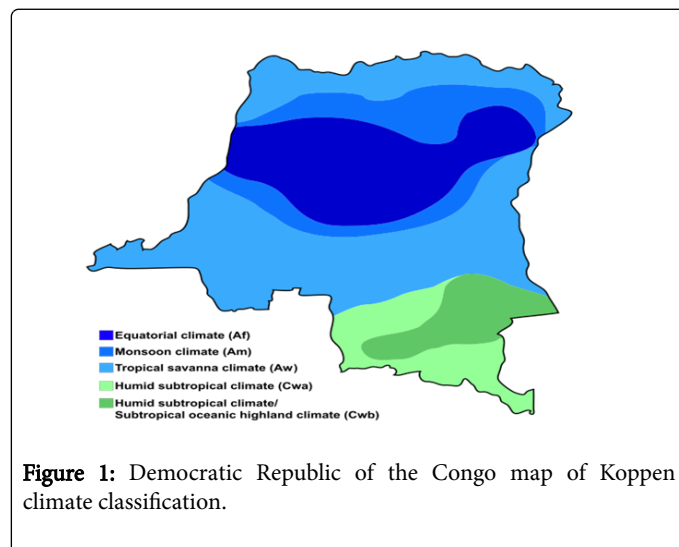 Equatorial climate (Af)
Monsoon climate (Am)
Tropical savanna climate (Aw)
Humid subtropical climate (Cwa)
Humid subtropical climate/
Subtropical oceanic highland climate (Cwb)
Figure 1: Democratic Republic of the Congo map of Koppen
climate classification.